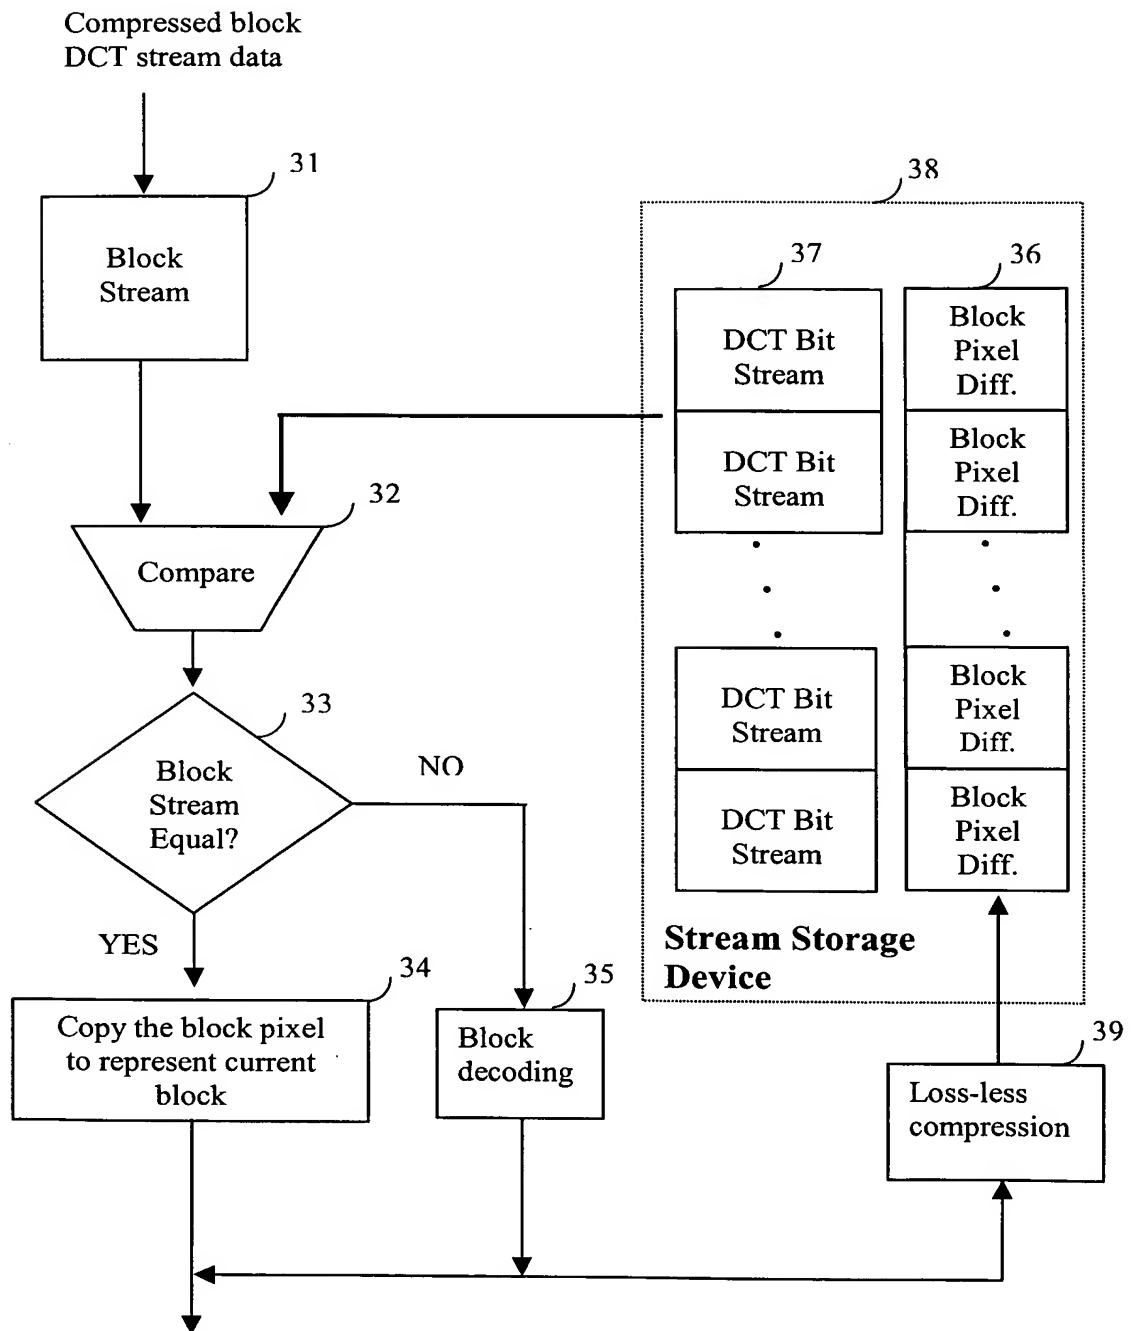 Compressed block
DCT stream data
31
Block
Stream
38
37
36
DCT Bit
Stream
Block
Pixel
Diff.
DCT Bit
Stream
Block
Pixel
Diff.
32
Compare
33
Block
Stream
Equal?
NO
YES
DCT Bit
Stream
Block
Pixel
Diff.
DCT Bit
Stream
Block
Pixel
Diff.
Stream Storage
Device
34
Copy the block pixel
to represent current
block
35
Block
decoding
39
Loss-less
compression